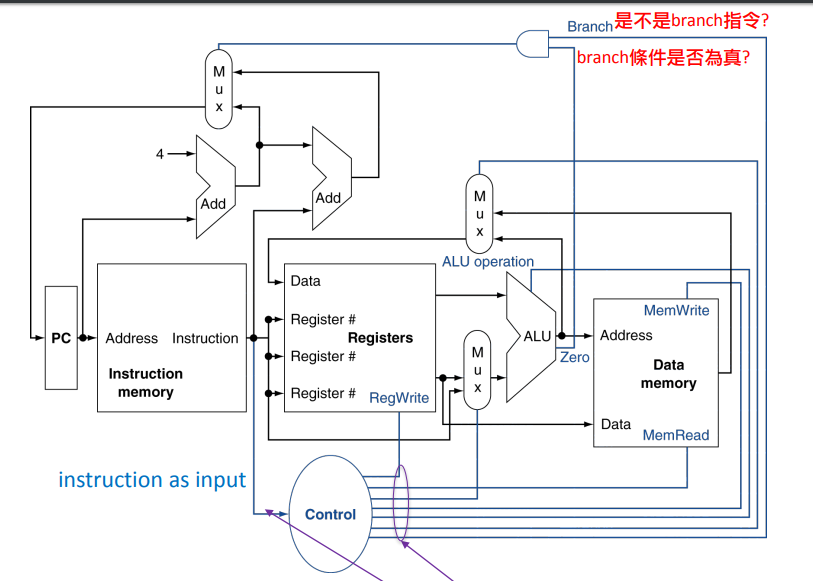 Branch 是不是branch指令?
branch條件是否為真?
M
u
x
4
Add
Add
M
u
x
ALU operation
Data
Register #
Registers
Register #
Register #
RegWrite
PC
Address
Instruction
Instruction
memory
M
u
x
ALU
Zero
MemWrite
Address
Data
memory
Data
MemRead
instruction as input
Control